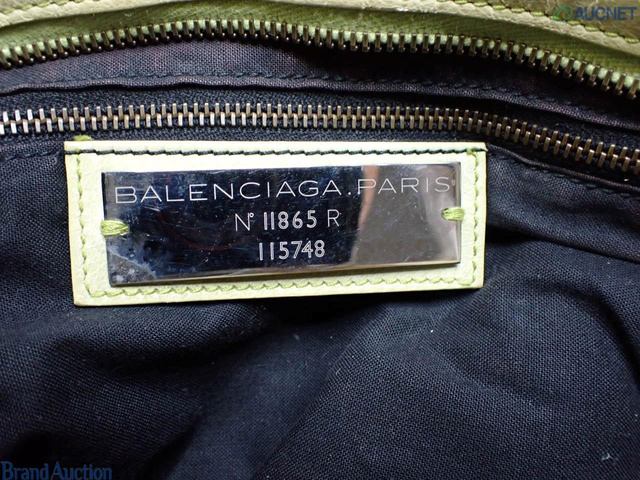 AUCNET
BALENCIAGA.PARIS
N° 11865 R
115748
Brand Auction